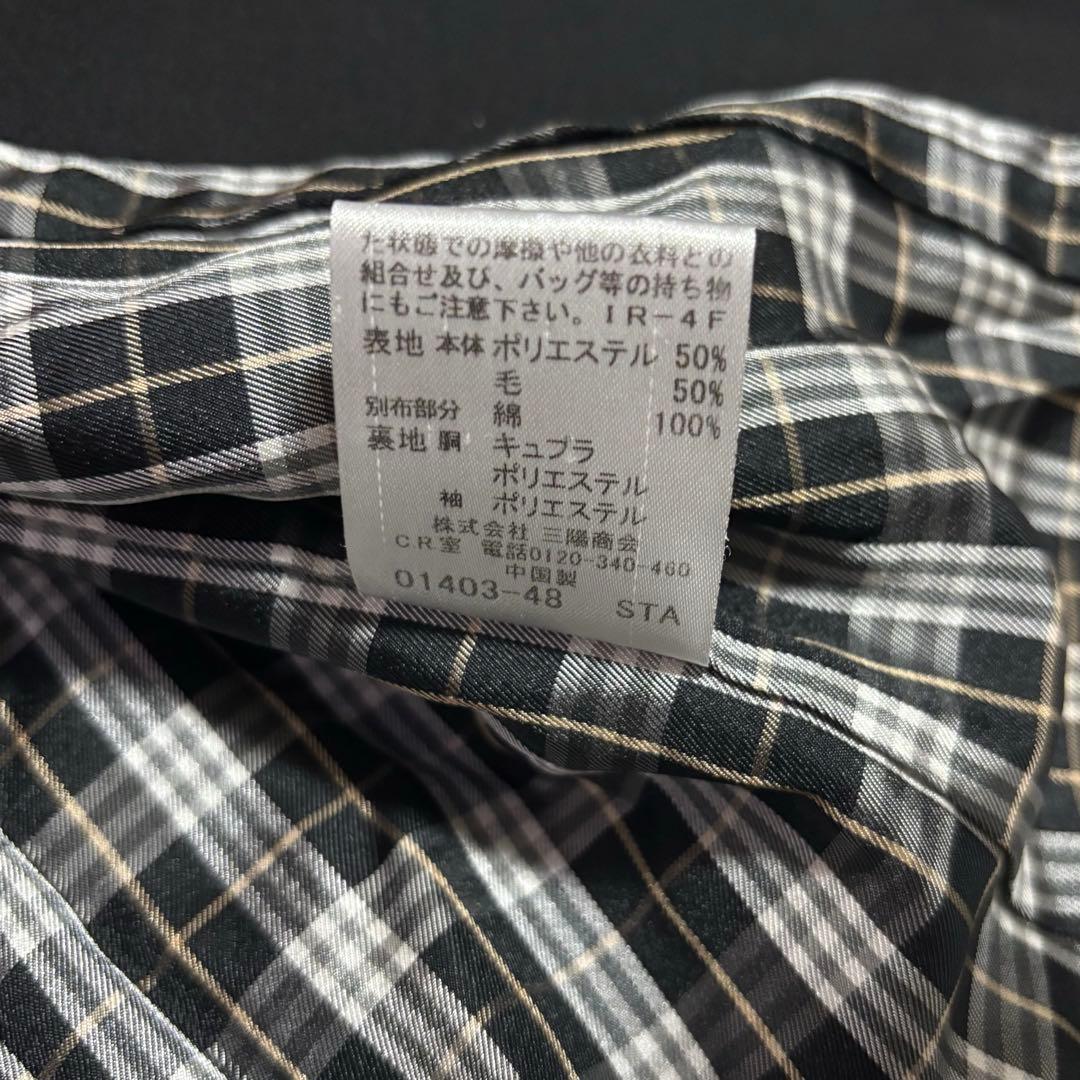 た状態での摩擦や他の衣料との
組合せ及び、バッグ等の持ち物
にもご注意下さい。IR-4F
表地 本体 ポリエステル 50%
毛 50%
別布部分 綿 100%
裏地 胴 キュプラ
ポリエステル
袖 ポリエステル
株式会社 三陽商会
C.R室 電話0120-340-460
中国製
01403-48 STA